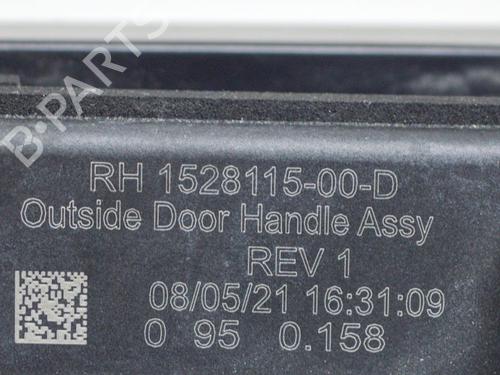 B-PARTS
RH 1528115-00-D
Outside Door Handle Assy
REV 1
08/05/21 16:31:09
0 95 0.158